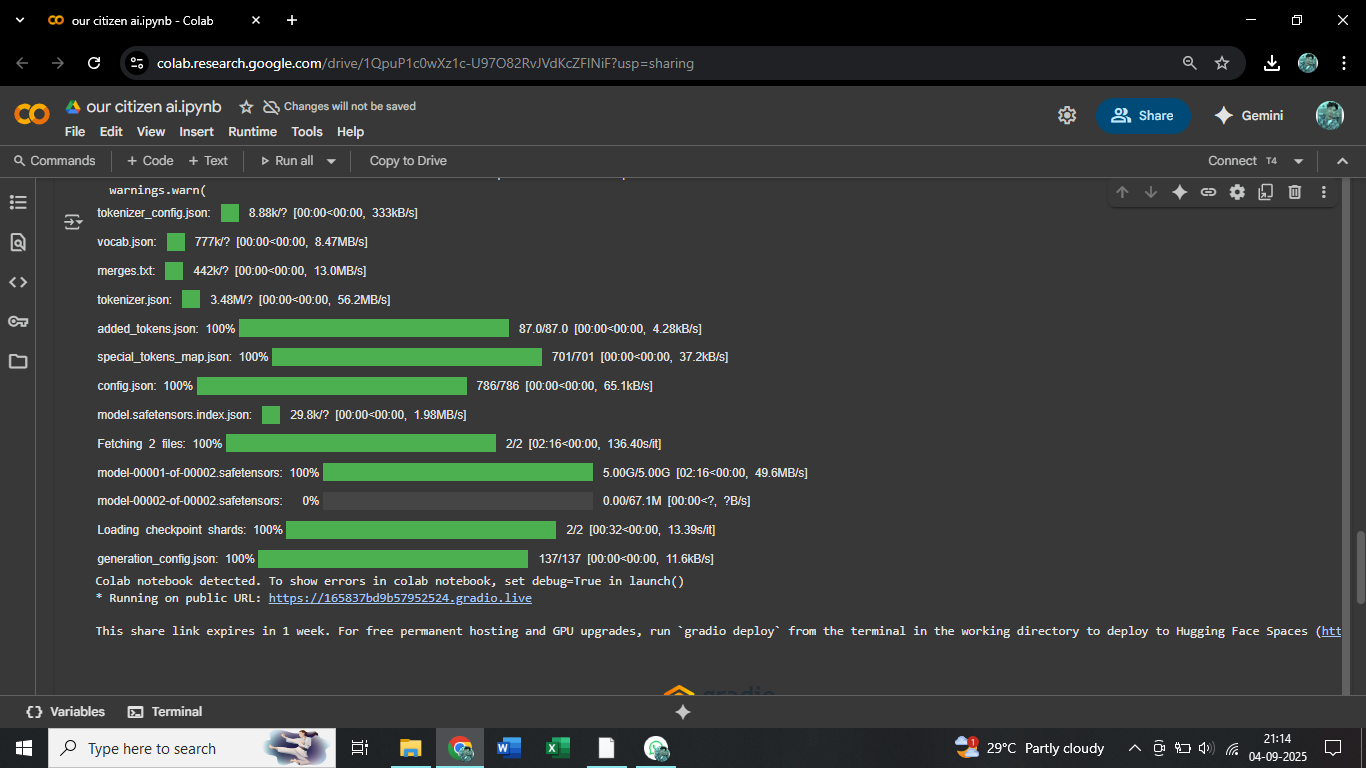 our citizen ai.ipynb - Colab
colab.research.google.com/drive/1QpuP1c0wXz1c-U97O82RvJVdKcZFlNiF?usp=sharing
our citizen ai.ipynb Changes will not be saved
File Edit View Insert Runtime Tools Help
Share Gemini
Commands + Code + Text Run all Copy to Drive Connect T4
warnings.warn(
tokenizer_config.json: 8.88k/? [00:00<00:00, 333kB/s]
vocab.json: 777k/? [00:00<00:00, 8.47MB/s]
merges.txt: 442k/? [00:00<00:00, 13.0MB/s]
tokenizer.json: 3.48M/? [00:00<00:00, 56.2MB/s]
added_tokens.json: 100% 87.0/87.0 [00:00<00:00, 4.28kB/s]
special_tokens_map.json: 100% 701/701 [00:00<00:00, 37.2kB/s]
config.json: 100% 786/786 [00:00<00:00, 65.1kB/s]
model.safetensors.index.json: 29.8k/? [00:00<00:00, 1.98MB/s]
Fetching 2 files: 100% 2/2 [02:16<00:00, 136.40s/it]
model-00001-of-00002.safetensors: 100% 5.00G/5.00G [02:16<00:00, 49.6MB/s]
model-00002-of-00002.safetensors: 0% 0.00/67.1M [00:00<?, ?B/s]
Loading checkpoint shards: 100% 2/2 [00:32<00:00, 13.39s/it]
generation_config.json: 100% 137/137 [00:00<00:00, 11.6kB/s]
Colab notebook detected. To show errors in colab notebook, set debug=True in launch()
* Running on public URL: https://165837bd9b57952524.gradio.live
This share link expires in 1 week. For free permanent hosting and GPU upgrades, run `gradio deploy` from the terminal in the working directory to deploy to Hugging Face Spaces (htt
gradio
Variables Terminal
Type here to search
1
29°C Partly cloudy
21:14
04-09-2025